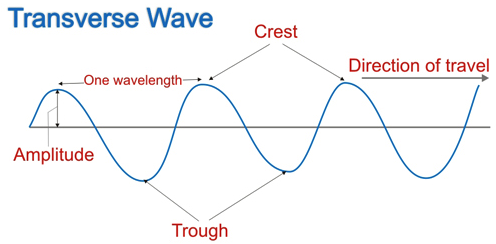 Transverse Wave
Crest
One wavelength
Direction of travel
Amplitude
Trough